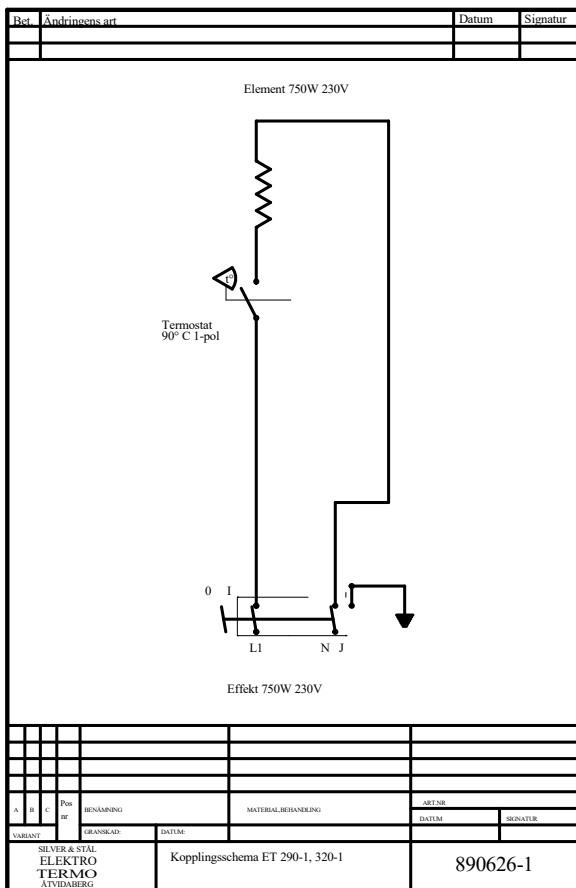 Bet. Ändringens art Datum Signatur
Element 750W 230V
t°
Termostat
90° C 1-pol
0 I
L1 N J
Effekt 750W 230V
A B C Pos nr BENÄMNING MATERIAL,BEHANDLING ART.NR
DATUM SIGNATUR
VARIANT GRANSKAD: DATUM:
SILVER & STÅL
ELEKTRO
TERMO
ÅTVIDABERG
Kopplingsschema ET 290-1, 320-1
890626-1